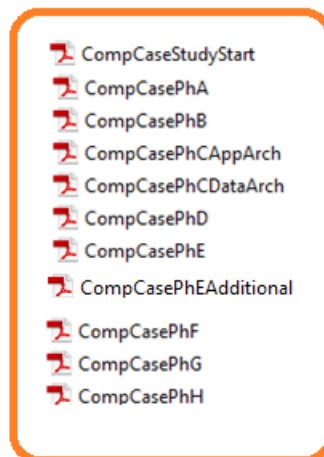 CompCaseStudyStart
CompCasePhA
CompCasePhB
CompCasePhCAppArch
CompCasePhCDataArch
CompCasePhD
CompCasePhE
CompCasePhEAdditional
CompCasePhF
CompCasePhG
CompCasePhH